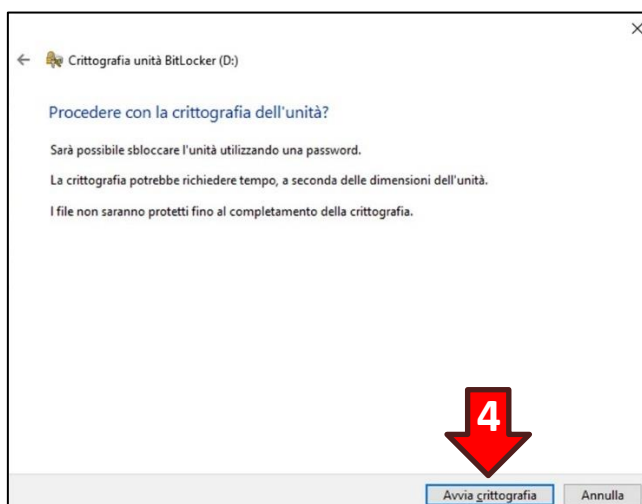 Crittografia unità BitLocker (D:)
Procedere con la crittografia dell'unità?
Sarà possibile sbloccare l'unità utilizzando una password.
La crittografia potrebbe richiedere tempo, a seconda delle dimensioni dell'unità.
I file non saranno protetti fino al completamento della crittografia.
4
Avvia crittografia Annulla